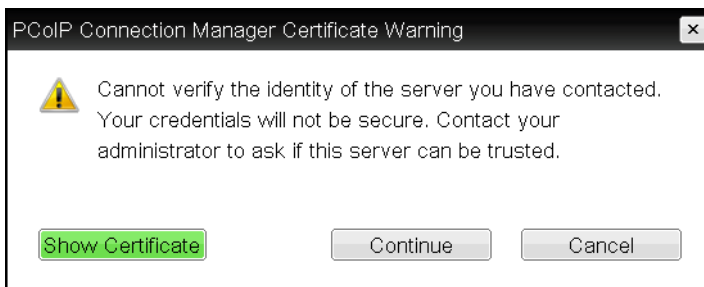 PCoIP Connection Manager Certificate Warning
Cannot verify the identity of the server you have contacted.
Your credentials will not be secure. Contact your
administrator to ask if this server can be trusted.
Show Certificate
Continue
Cancel